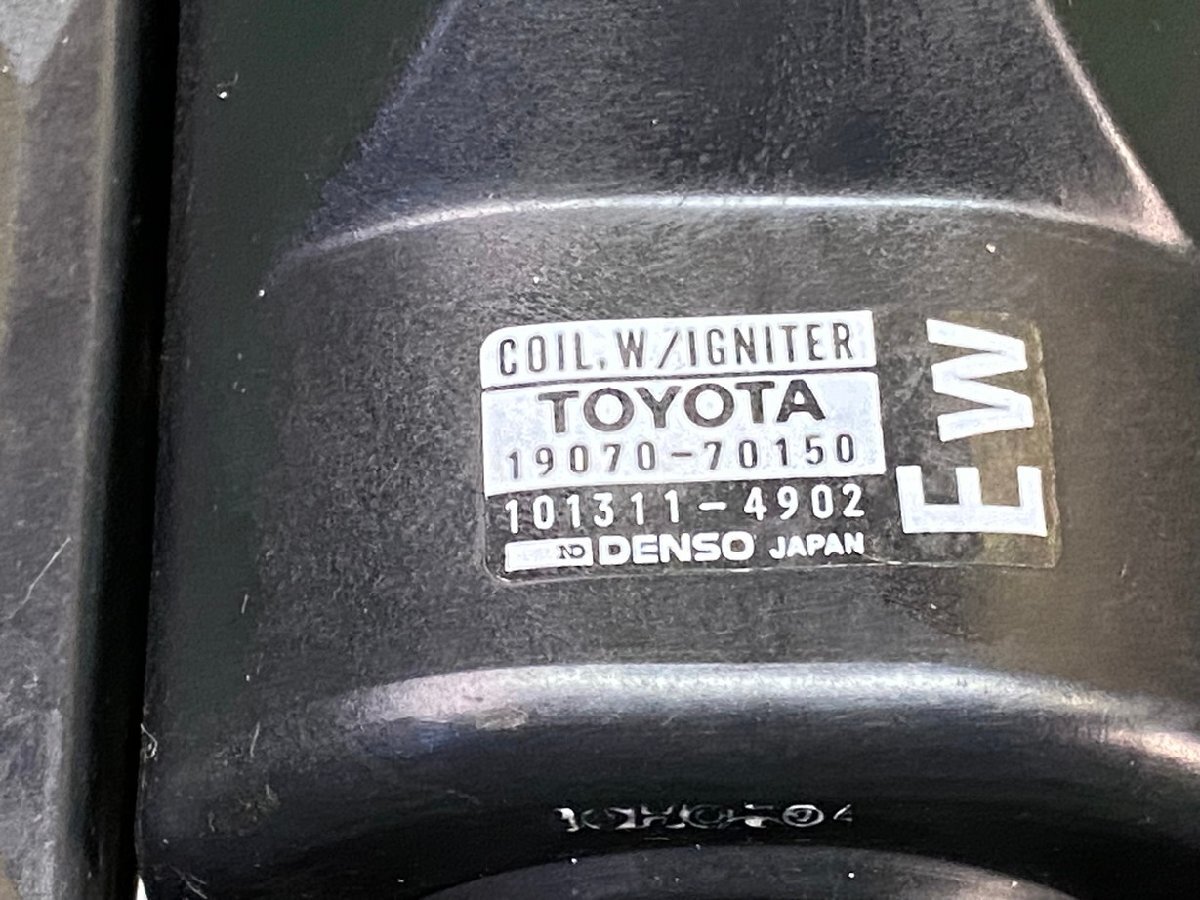 COIL, W/IGNITER
TOYOTA
19070-70150
101311-4902
ND DENSO JAPAN
EW